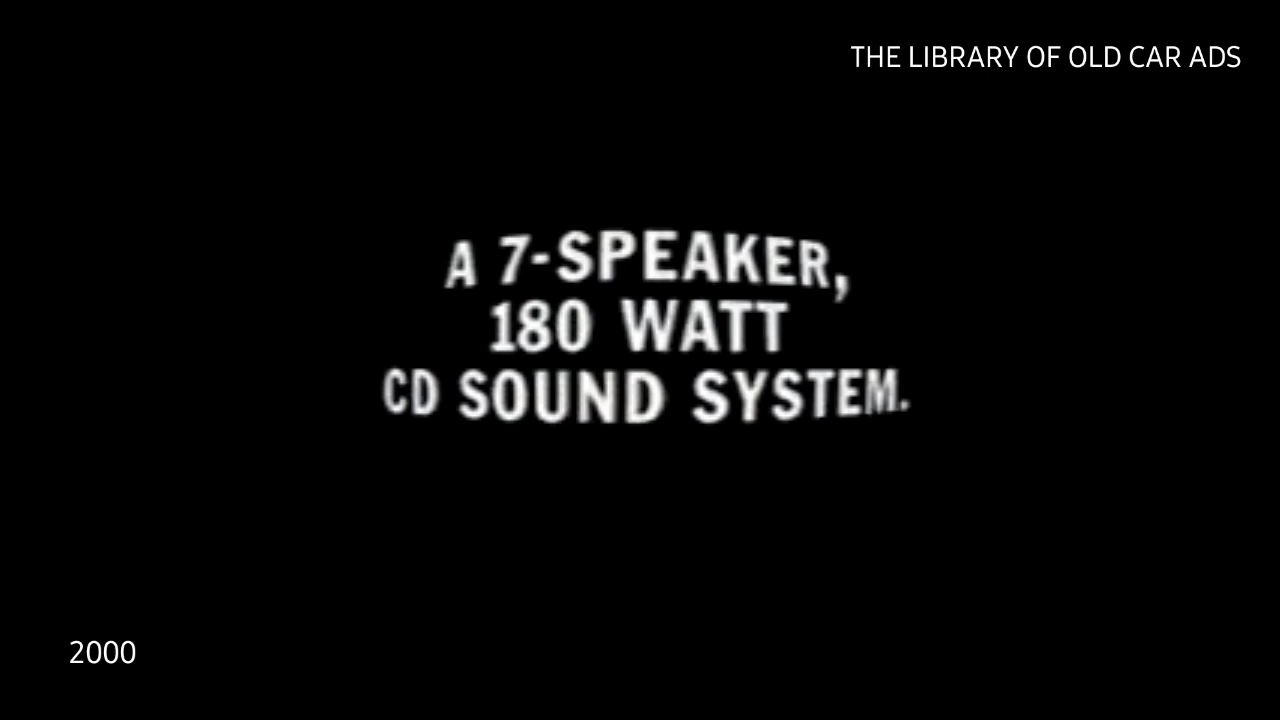 THE LIBRARY OF OLD CAR ADS
A 7-SPEAKER,
180 WATT
CD SOUND SYSTEM.
2000